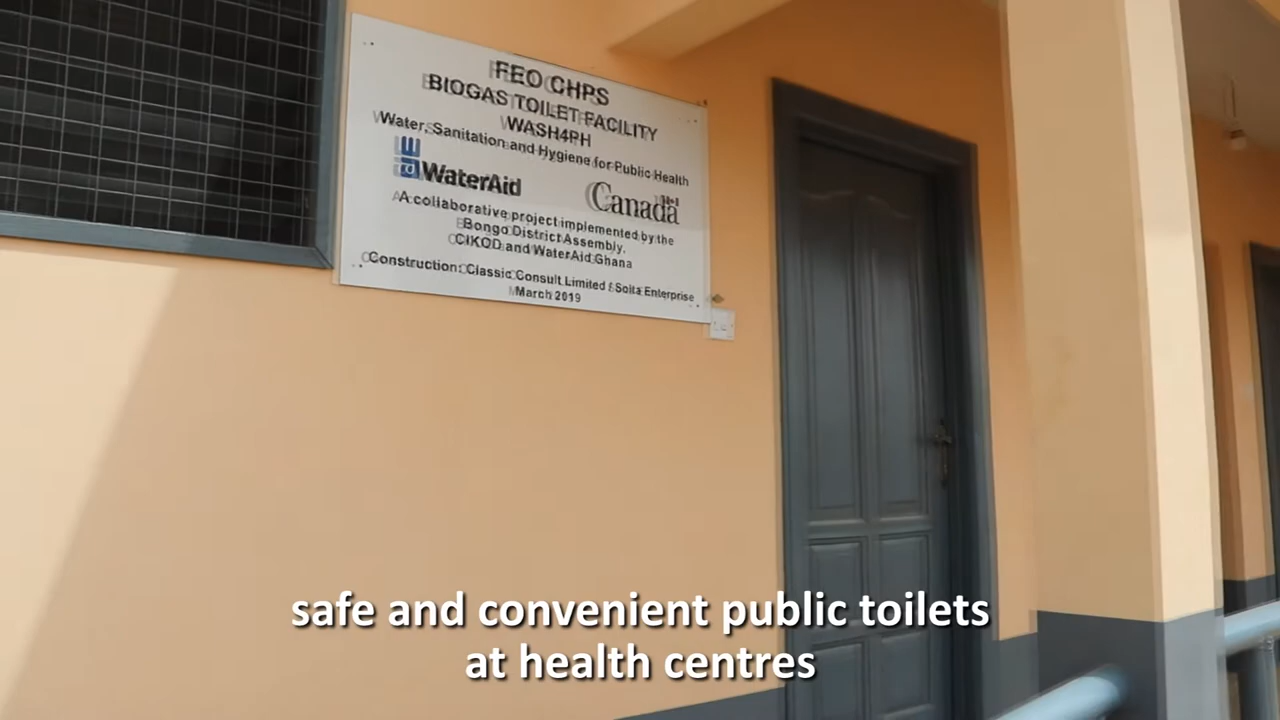 FEO CHPS
BIOGAS TOILET FACILITY
WASH4PH
Water, Sanitation and Hygiene for Public Health
WaterAid
Canada
A collaborative project implemented by the
Bongo District Assembly,
CIKOD and WaterAid Ghana
Construction: Classic Consult Limited & Soita Enterprise
March 2019
safe and convenient public toilets
at health centres